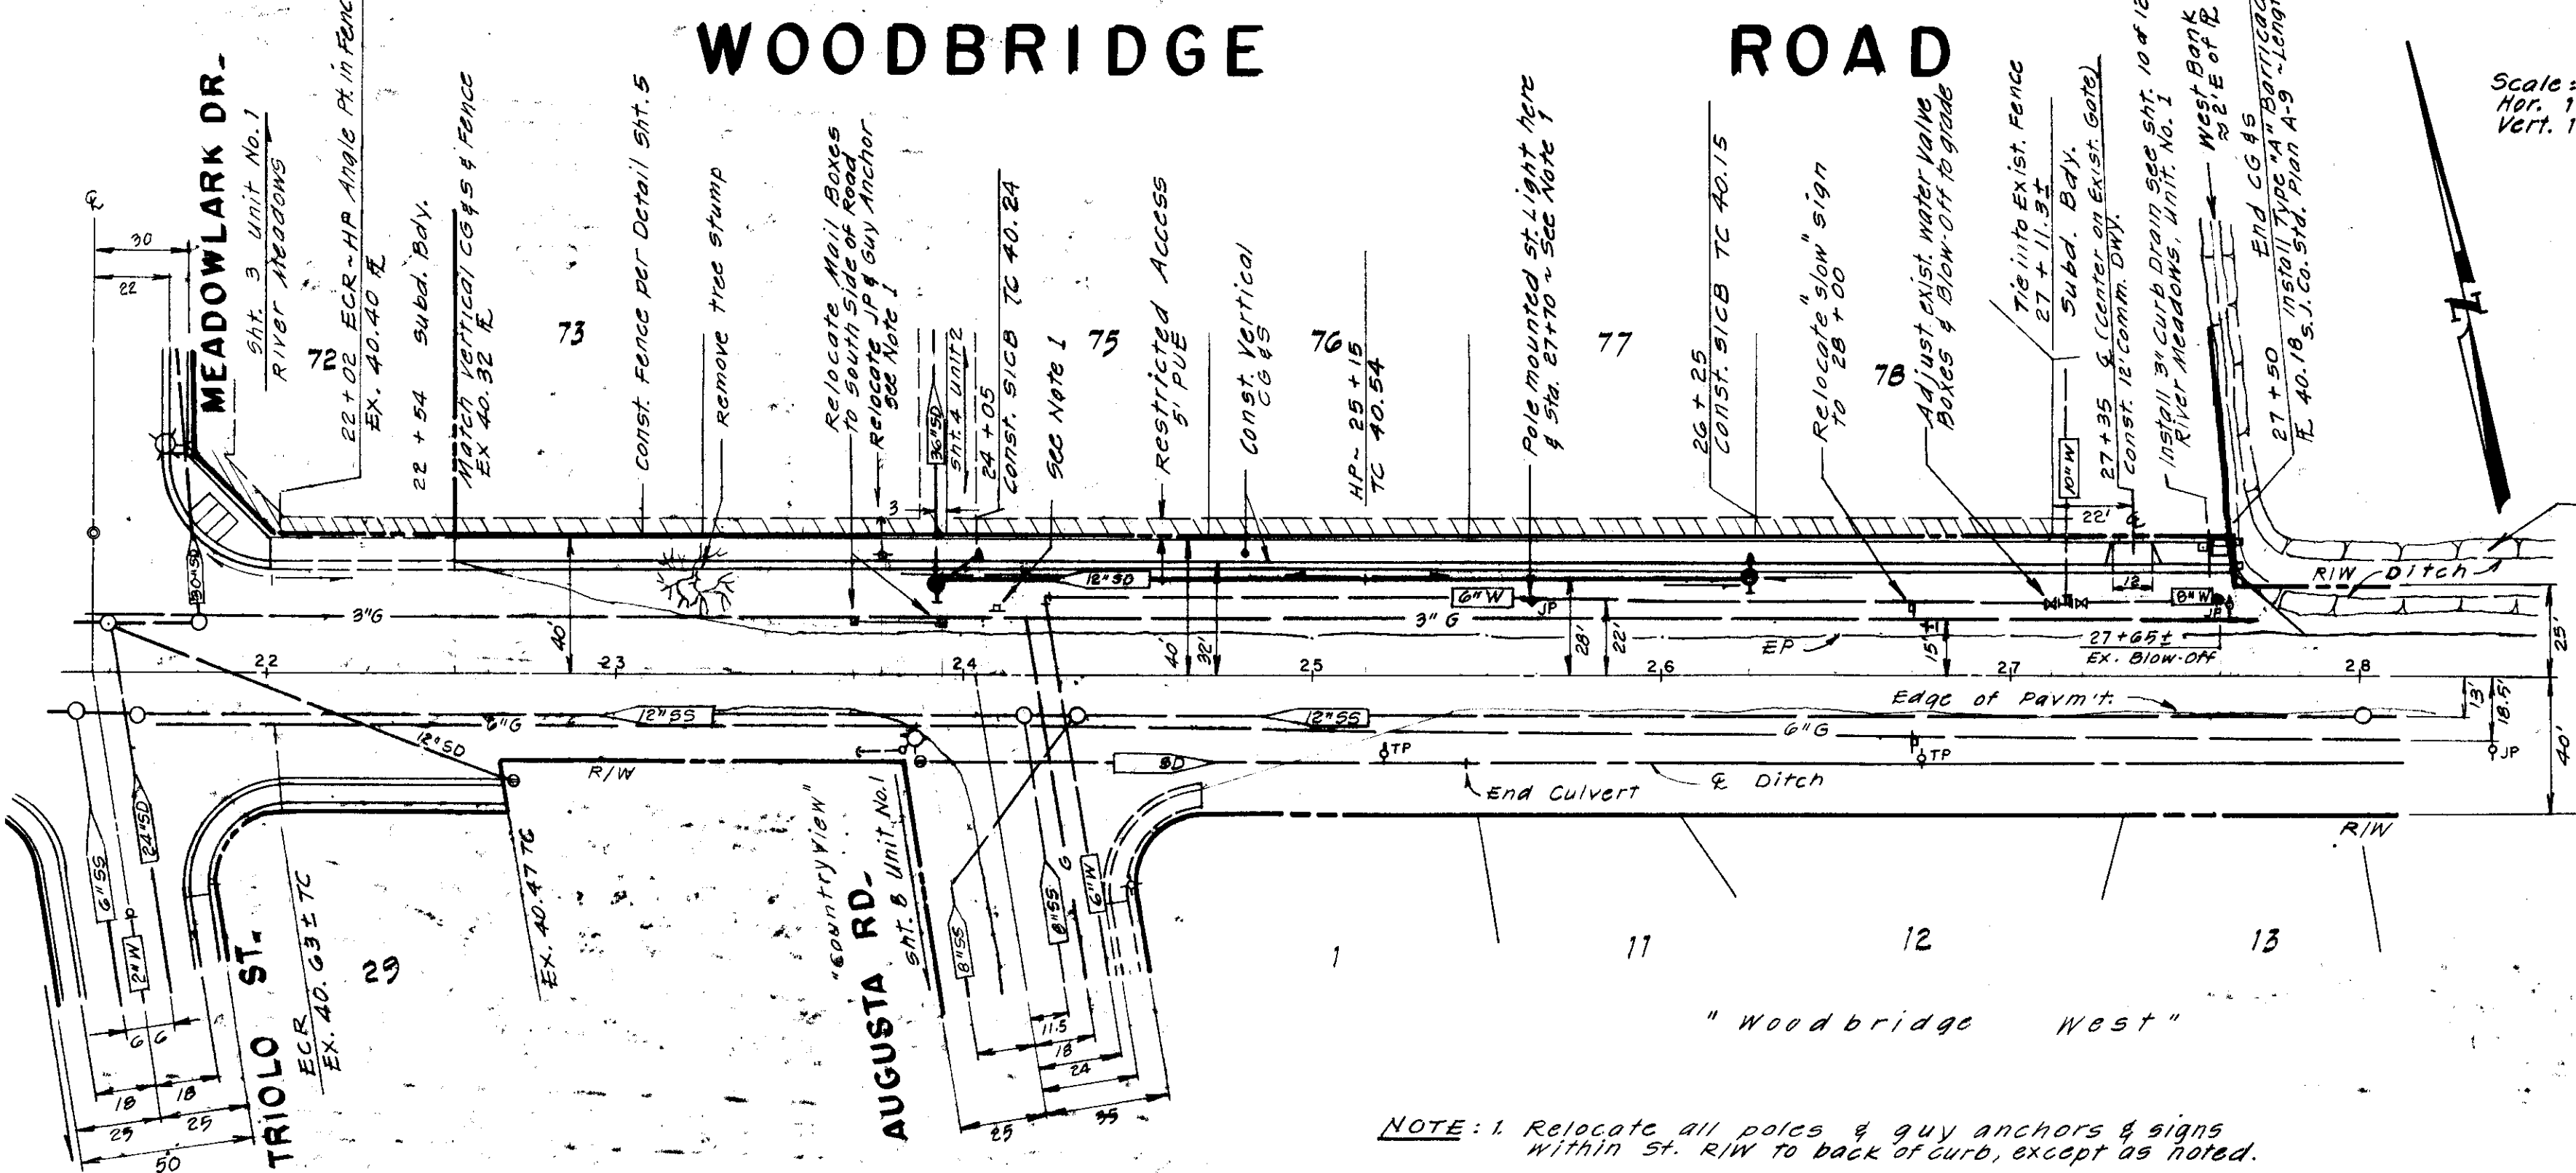 WOODBRIDGE ROAD
MEADOWLARK DR.
Sht. 3 Unit No. 1
River Meadows
22 + 02 ECR ~ HP Angle Pt. in Fence
EX. 40.40 FL
22 + 54 Subd. Bdy.
Match Vertical CG & S & Fence
EX 40.32 FL
Const. Fence per Detail Sht. 5
Remove tree stump
Relocate Mail Boxes
to South Side of Road
Relocate JP & Guy Anchor
See Note 1
36"SD
Sht. 4 Unit 2
24 + 05
Const. SICB TC 40.24
See Note 1
Restricted Access
5' PUE
Const. Vertical
CG & S
HP ~ 25 + 15
TC 40.54
Pole mounted St. Light here
& Sta. 27+70 ~ See Note 1
26 + 25
Const. SICB TC 40.15
Relocate "Slow" sign
to 28 + 00
Adjust exist. water valve
Boxes & Blow-Off to grade
Tie into Exist. Fence
27 + 11.3±
Subd. Bdy.
27+35 ℄ (Center on Exist. Gate)
Const. 12' Comm. Dwy.
Install 3" Curb Drain see sht. 10 of 12
River Meadows, Unit. No. 1
West Bank
≈ 2' E of PL
End CG & S
27 + 50 Install Type "A" Barricade
FL 40.18 S.J. Co. Std. Plan A-9 ~ Length
Scale:
Hor. 1
Vert. 1
72
73
75
76
77
78
℄
30
22
30"SD
3
10"W
22'
℄
12
12"SD
6"W
JP
8"W
JP
R/W
Ditch
3"G
3" G
40'
40'
32'
28'
22'
15'±
EP
27+65±
Ex. Blow-Off
25'
22
23
24
25
26
27
28
Edge of Pavm't.
13'
18.5'
40'
12"SS
6"G
12"SS
6"G
12"SD
TP
TP
JP
SD
R/W
End Culvert
℄ Ditch
R/W
6"SS
24"SD
12"W
TRIOLO ST.
ECR
EX. 40.63± TC
29
EX. 40.47 TC
"Countryview"
AUGUSTA RD.
Sht. 8 Unit No. 1
8"SS
8"SS
G
6"W
1
11
12
13
"Woodbridge West"
6 6
18 18
25 25
50
11.5
18
24
25 35
NOTE: 1. Relocate all poles & guy anchors & signs
within St. R/W to back of curb, except as noted.